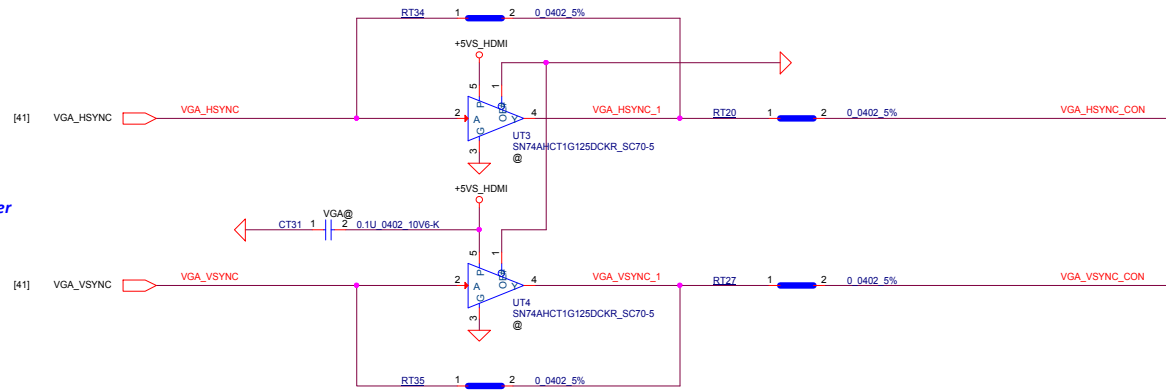 RT34 1 2 0_0402_5%
+5VS_HDMI
5 1
[41] VGA_HSYNC VGA_HSYNC 2 A P OE# Y G 4 VGA_HSYNC_1 RT20 1 2 0_0402_5% VGA_HSYNC_CON
3
UT3
SN74AHCT1G125DCKR_SC70-5
@
+5VS_HDMI
er
VGA@
CT31 1 2 0.1U_0402_10V6-K
5 1
[41] VGA_VSYNC VGA_VSYNC 2 A P OE# Y G 4 VGA_VSYNC_1 RT27 1 2 0_0402_5% VGA_VSYNC_CON
3
UT4
SN74AHCT1G125DCKR_SC70-5
@
RT35 1 2 0_0402_5%